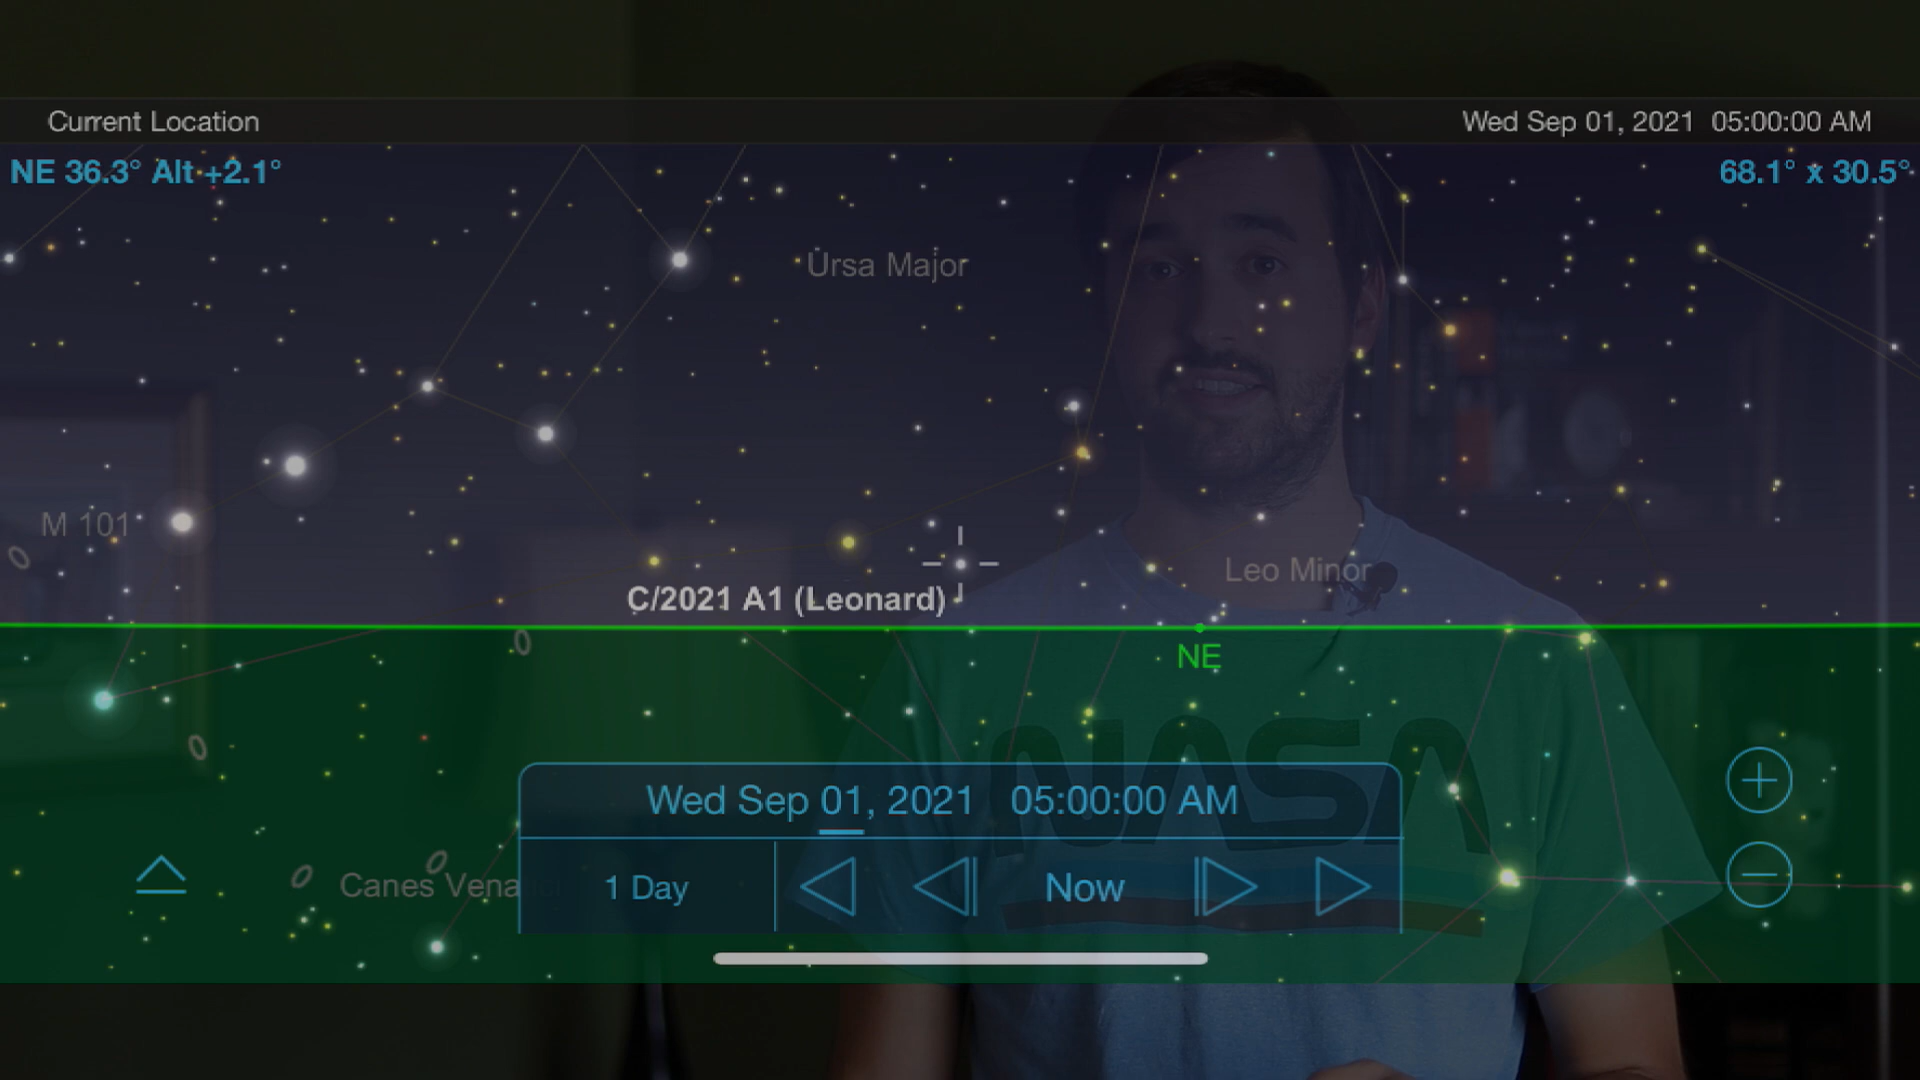 Current Location
Wed Sep 01, 2021 05:00:00 AM
NE 36.3° Alt +2.1°
68.1° x 30.5°
Ursa Major
M 101
Leo Minor
C/2021 A1 (Leonard)
NE
NASA
Wed Sep 01, 2021 05:00:00 AM
Canes Vena
1 Day
Now